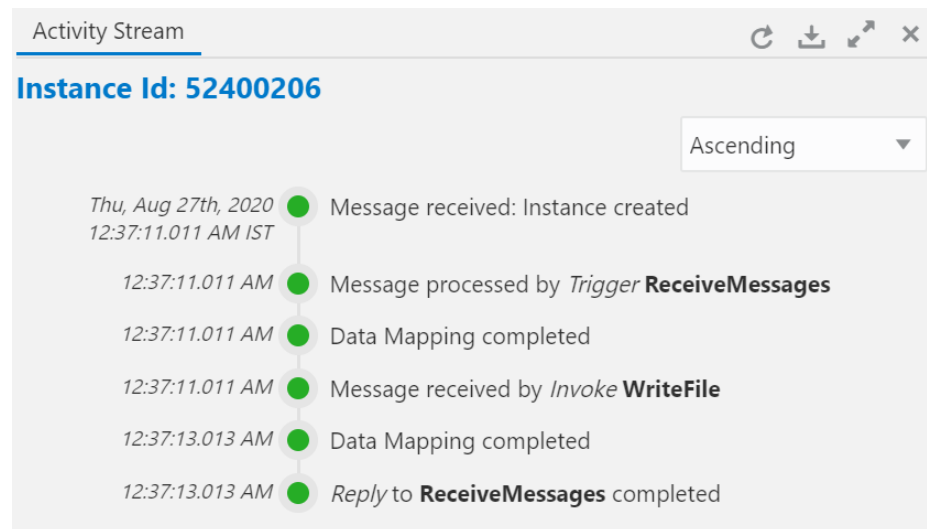 Activity Stream
Instance Id: 52400206
Ascending
Thu, Aug 27th, 2020
12:37:11.011 AM IST
Message received: Instance created
12:37:11.011 AM Message processed by Trigger ReceiveMessages
12:37:11.011 AM Data Mapping completed
12:37:11.011 AM Message received by Invoke WriteFile
12:37:13.013 AM Data Mapping completed
12:37:13.013 AM Reply to ReceiveMessages completed